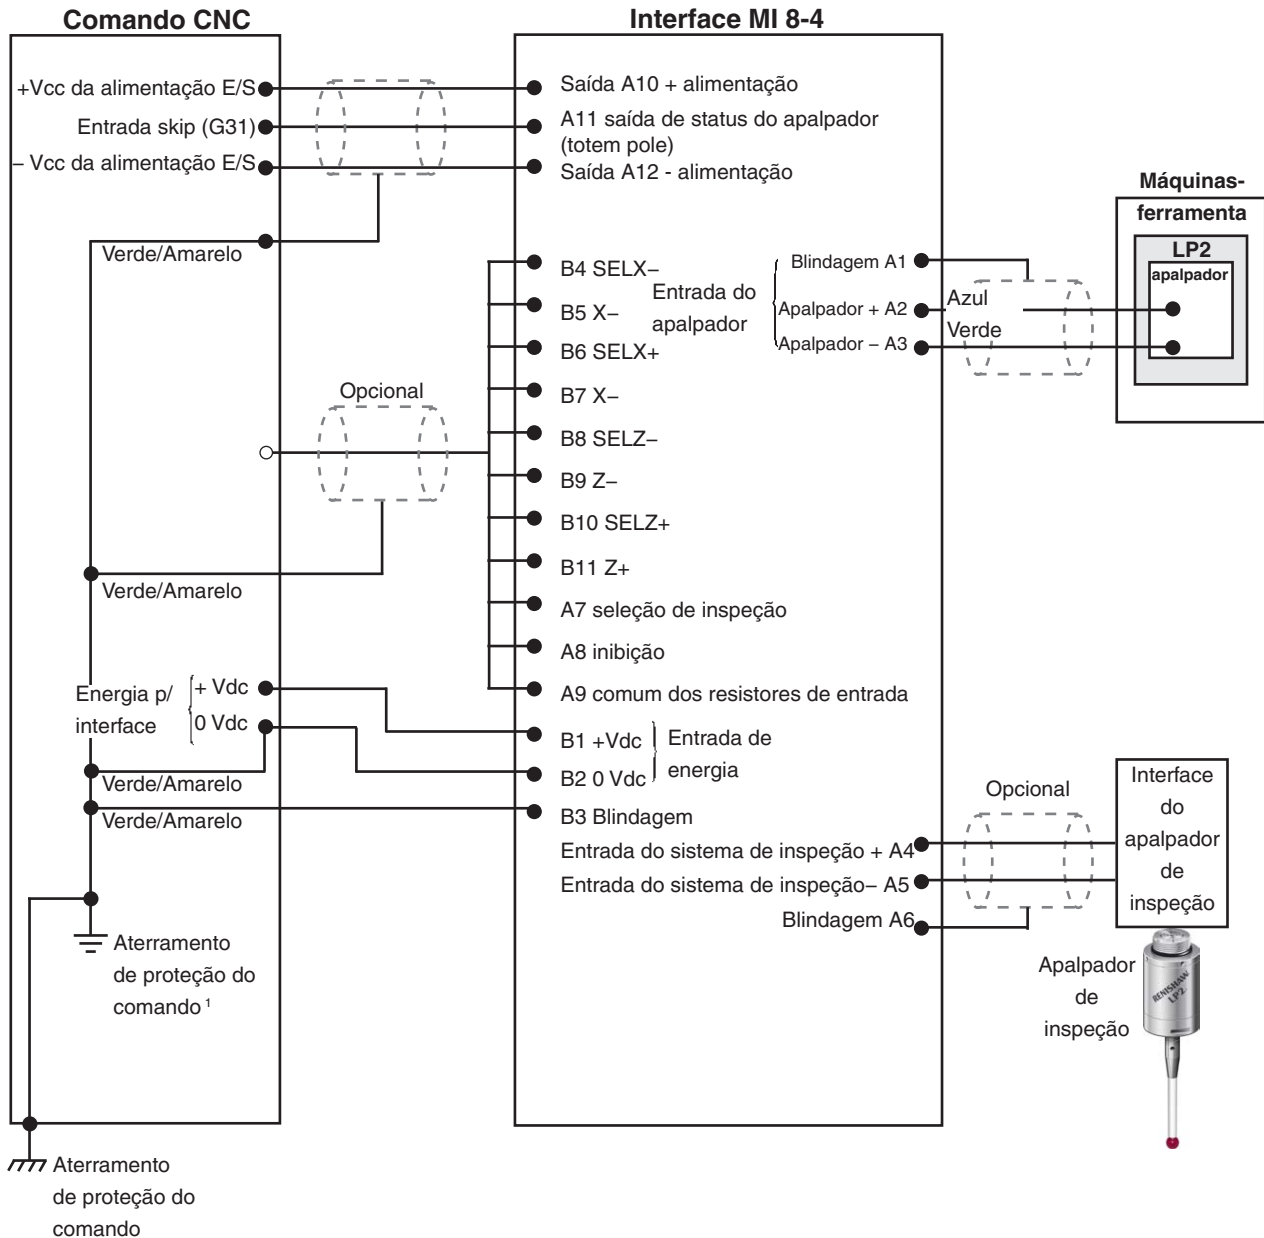 Comando CNC
Interface MI 8-4
+Vcc da alimentação E/S
Entrada skip (G31)
– Vcc da alimentação E/S
Verde/Amarelo
Saída A10 + alimentação
A11 saída de status do apalpador
(totem pole)
Saída A12 - alimentação
Máquinas-
ferramenta
LP2
apalpador
B4 SELX–
B5 X–
B6 SELX+
B7 X–
B8 SELZ–
B9 Z–
B10 SELZ+
B11 Z+
A7 seleção de inspeção
A8 inibição
A9 comum dos resistores de entrada
Entrada do
apalpador
Blindagem A1
Apalpador + A2
Apalpador – A3
Azul
Verde
Opcional
Verde/Amarelo
Energia p/
interface
+ Vdc
0 Vdc
Verde/Amarelo
Verde/Amarelo
B1 +Vdc
B2 0 Vdc
Entrada de
energia
B3 Blindagem
Entrada do sistema de inspeção + A4
Entrada do sistema de inspeção– A5
Blindagem A6
Opcional
Interface
do
apalpador
de
inspeção
Apalpador
de
inspeção
RENISHAW
LP2
Aterramento
de proteção do
comando 1
Aterramento
de proteção do
comando